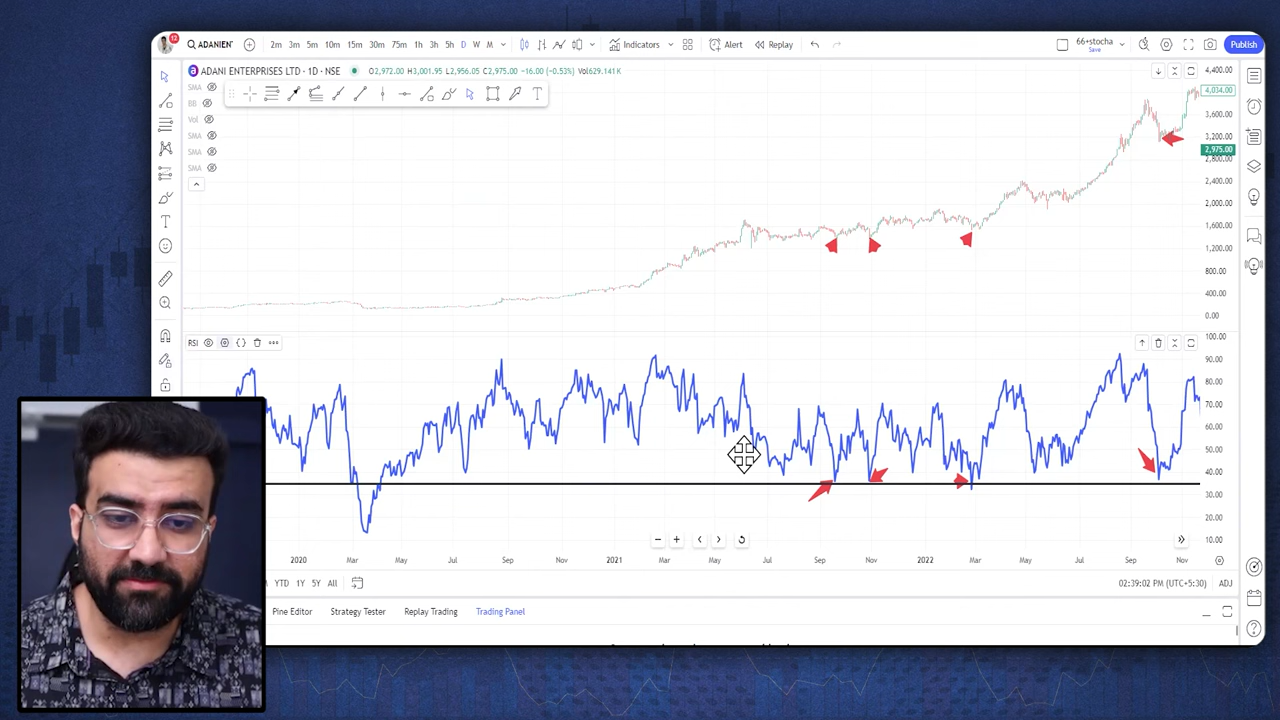 12
ADANIEN
2m 3m 5m 10m 15m 30m 75m 1h 3h 5h D W M
Indicators
Alert
Replay
66+stocha
Save
Publish
ADANI ENTERPRISES LTD · 1D · NSE
O2,972.00 H3,001.95 L2,956.05 C2,975.00 −16.00 (−0.53%) Vol629.141K
SMA
BB
Vol
SMA
SMA
SMA
T
T
4,400.00
4,034.00
3,600.00
3,200.00
2,975.00
2,800.00
2,400.00
2,000.00
1,600.00
1,200.00
800.00
400.00
0.00
RSI
100.00
90.00
80.00
70.00
60.00
50.00
40.00
30.00
20.00
10.00
2020 Mar May Jul Sep Nov 2021 Mar May Jul Sep Nov 2022 Mar May Jul Sep Nov
YTD 1Y 5Y All
02:39:02 PM (UTC+5:30)
ADJ
Pine Editor Strategy Tester Replay Trading Trading Panel